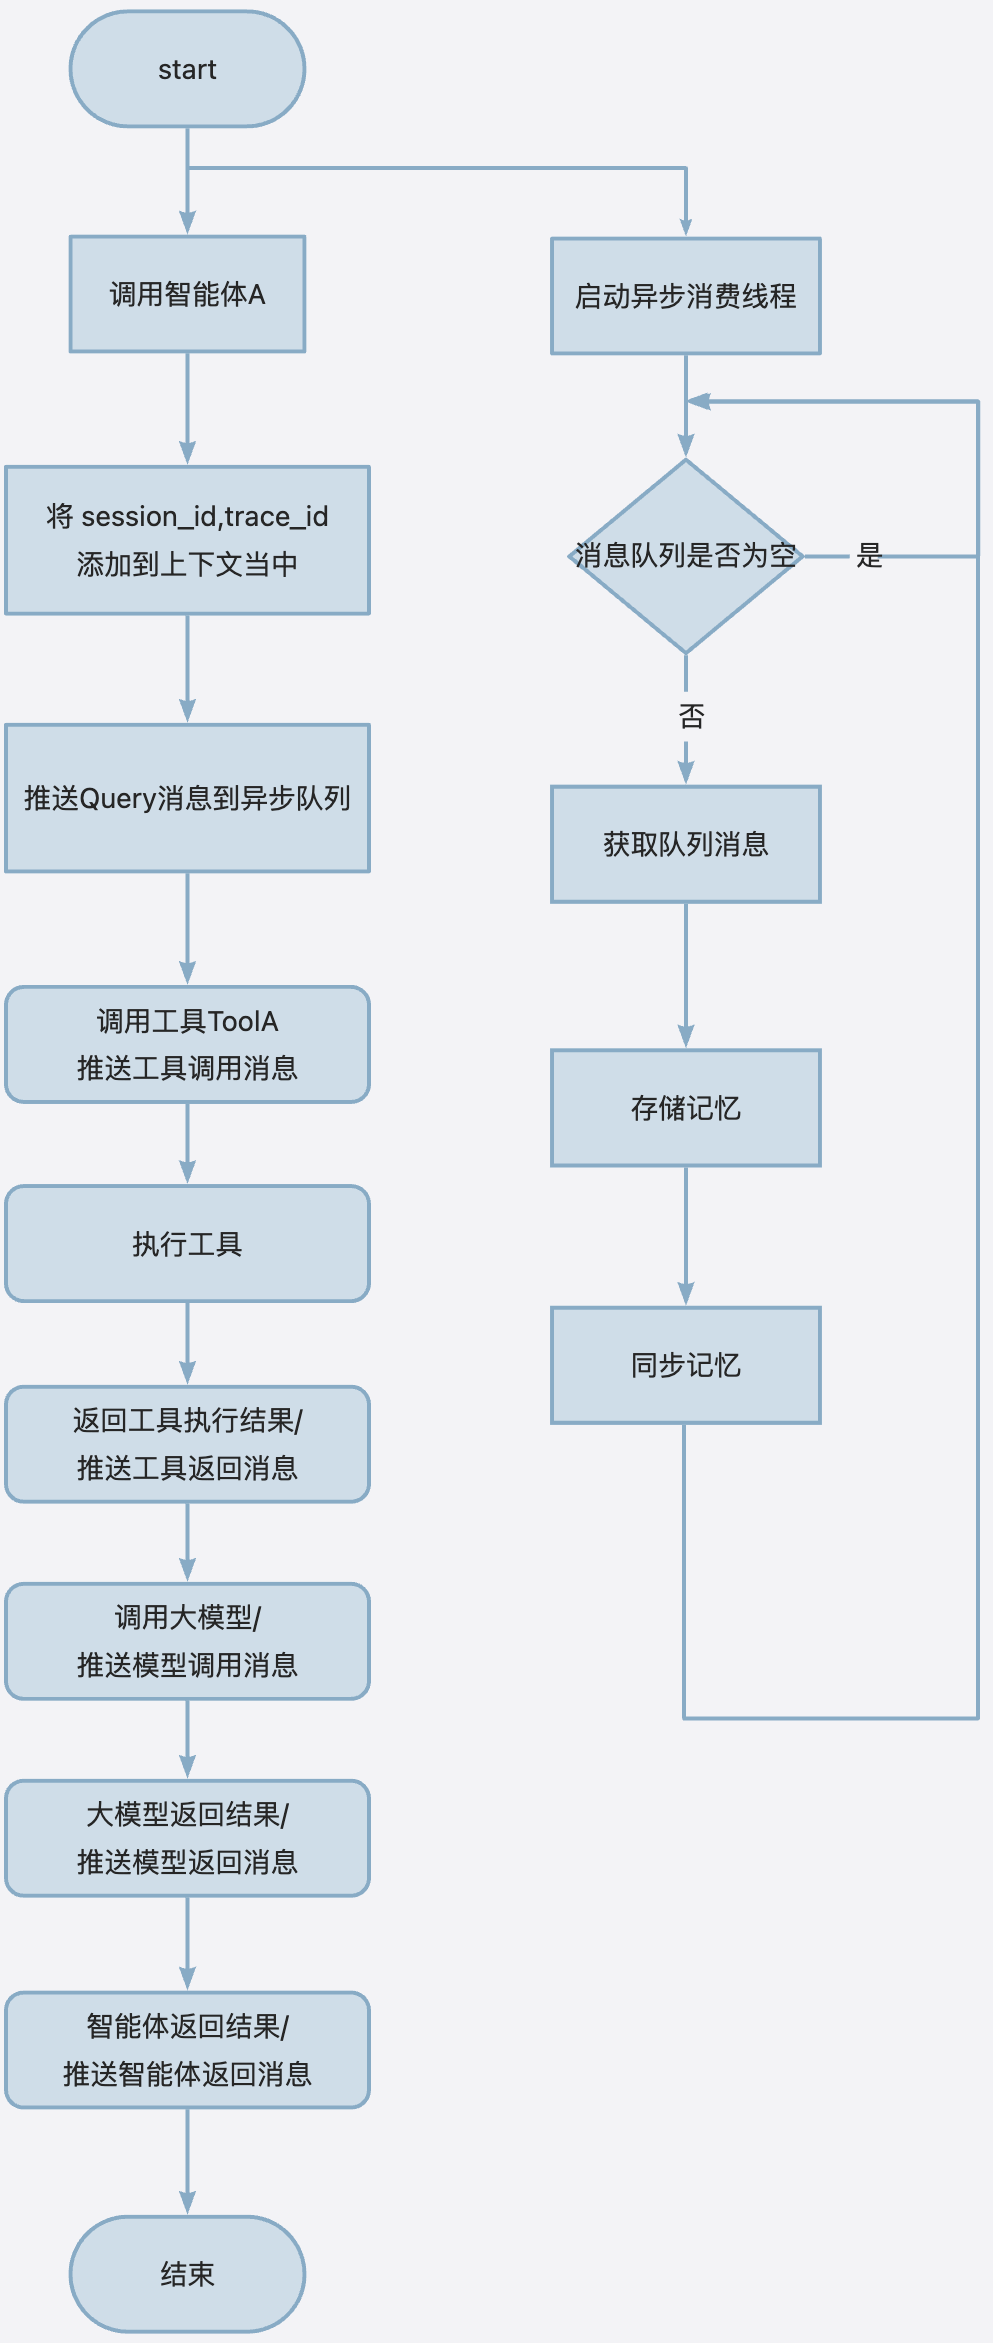 start
调用智能体A
将 session_id,trace_id
添加到上下文当中
推送Query消息到异步队列
调用工具ToolA
推送工具调用消息
执行工具
返回工具执行结果/
推送工具返回消息
调用大模型/
推送模型调用消息
大模型返回结果/
推送模型返回消息
智能体返回结果/
推送智能体返回消息
结束
启动异步消费线程
消息队列是否为空
是
否
获取队列消息
存储记忆
同步记忆